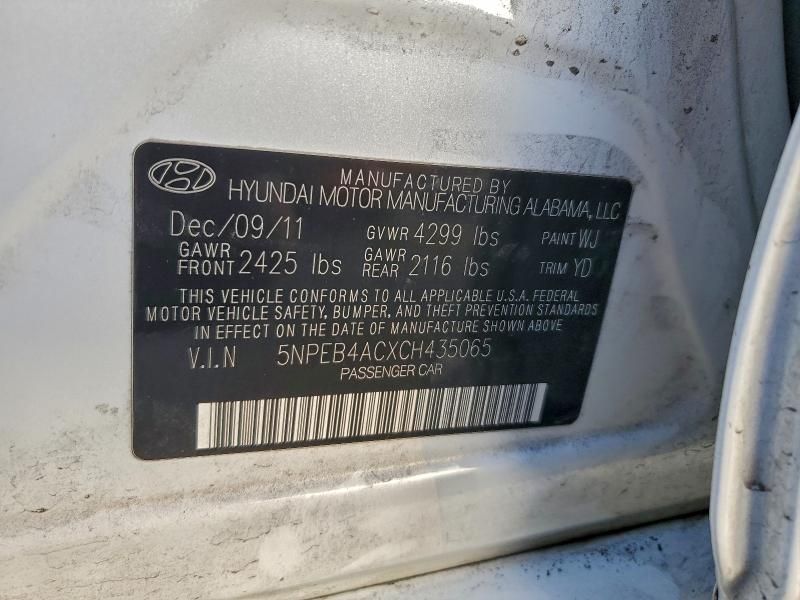 MANUFACTURED BY
HYUNDAI MOTOR MANUFACTURING ALABAMA, LLC
Dec/09/11 GVWR 4299 lbs PAINT WJ
GAWR FRONT 2425 lbs GAWR REAR 2116 lbs TRIM YD
THIS VEHICLE CONFORMS TO ALL APPLICABLE U.S.A. FEDERAL
MOTOR VEHICLE SAFETY, BUMPER, AND THEFT PREVENTION STANDARDS
IN EFFECT ON THE DATE OF MANUFACTURE SHOWN ABOVE
V.I.N 5NPEB4ACXCH435065
PASSENGER CAR